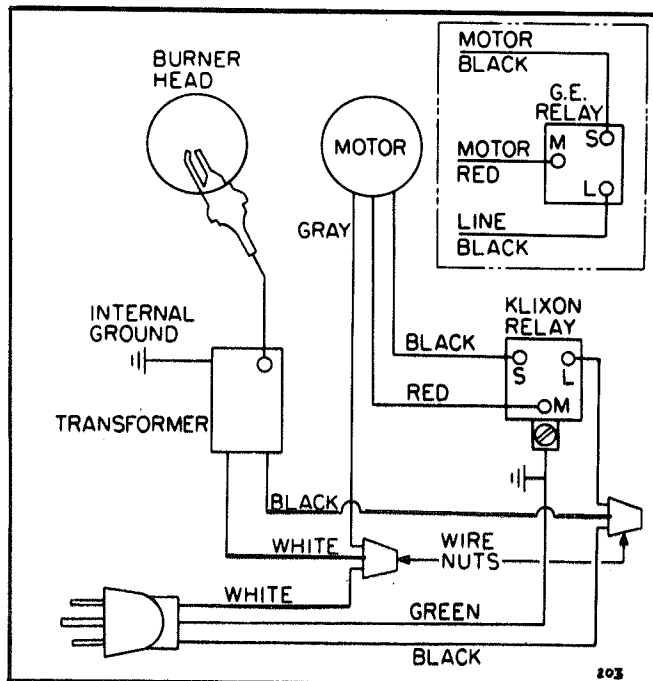 BURNER
HEAD
MOTOR
GRAY
MOTOR
BLACK
G.E.
RELAY
M
S
MOTOR
RED
L
LINE
BLACK
INTERNAL
GROUND
TRANSFORMER
KLIXON
RELAY
BLACK
S
L
RED
M
BLACK
WHITE
WIRE
NUTS
WHITE
GREEN
BLACK
203